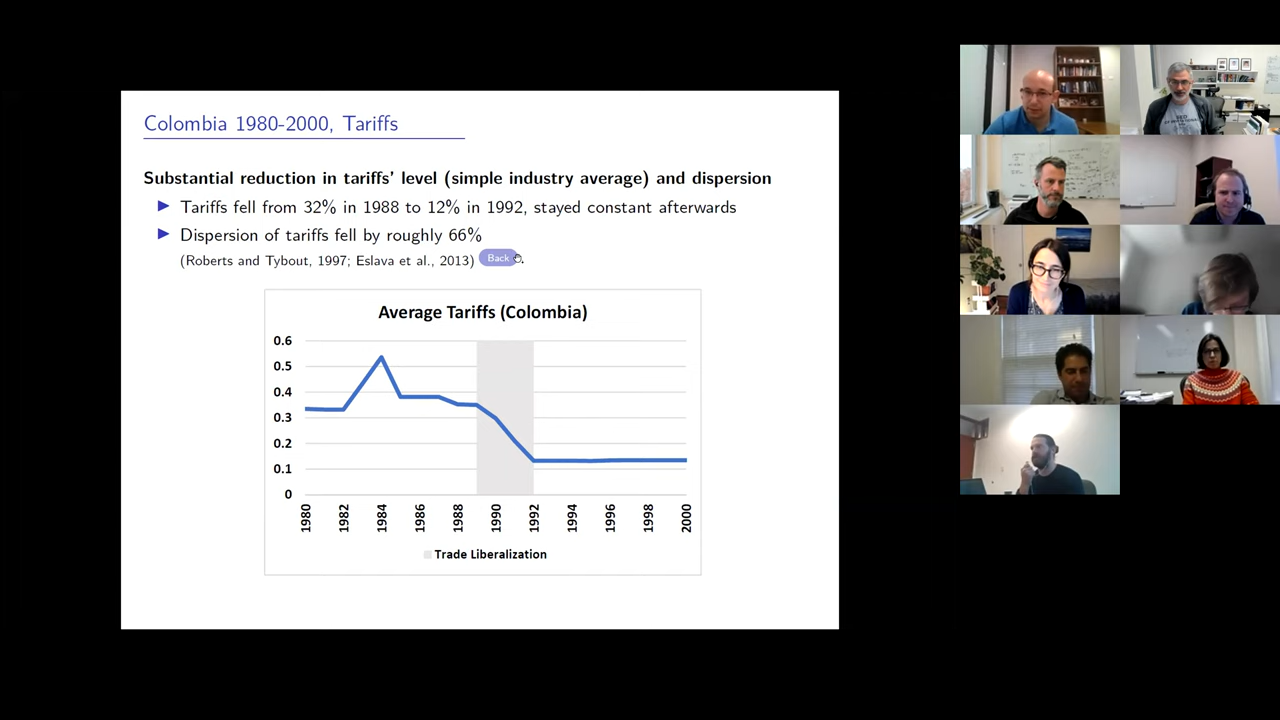 Colombia 1980-2000, Tariffs
Substantial reduction in tariffs' level (simple industry average) and dispersion
Tariffs fell from 32% in 1988 to 12% in 1992, stayed constant afterwards
Dispersion of tariffs fell by roughly 66%
(Roberts and Tybout, 1997; Eslava et al., 2013) Back
Average Tariffs (Colombia)
0.6
0.5
0.4
0.3
0.2
0.1
0
1980 1982 1984 1986 1988 1990 1992 1994 1996 1998 2000
Trade Liberalization